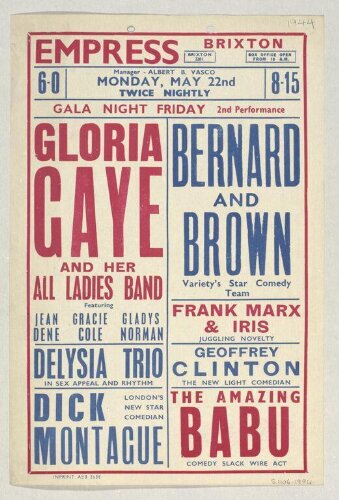 1944
EMPRESS BRIXTON
BRIXTON
BOX OFFICE OPEN
FROM 10 A.M.
6-0
Manager - ALBERT B. VASCO
MONDAY, MAY 22nd
TWICE NIGHTLY
8-15
GALA NIGHT FRIDAY 2nd Performance
GLORIA
GAYE
AND HER
ALL LADIES BAND
Featuring
JEAN GRACIE GLADYS
DENE COLE NORMAN
DELYSIA TRIO
IN SEX APPEAL AND RHYTHM
DICK
LONDON'S
NEW STAR
COMEDIAN
MONTAGUE
BERNARD
AND
BROWN
Variety's Star Comedy
Team
FRANK MARX
& IRIS
JUGGLING NOVELTY
GEOFFREY
CLINTON
THE NEW LIGHT COMEDIAN
THE AMAZING
BABU
COMEDY SLACK WIRE ACT